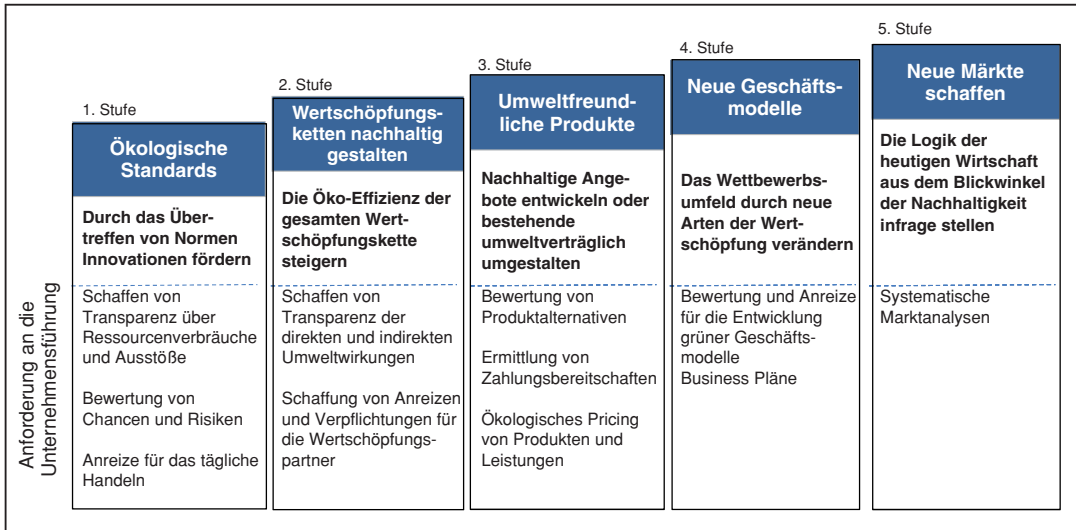 1. Stufe
Ökologische
Standards
Durch das Über-
treffen von Normen
Innovationen fördern
Schaffen von
Transparenz über
Ressourcenverbräuche
und Ausstöße
Bewertung von
Chancen und Risiken
Anreize für das tägliche
Handeln
2. Stufe
Wertschöpfungs-
ketten nachhaltig
gestalten
Die Öko-Effizienz der
gesamten Wert-
schöpfungskette
steigern
Schaffen von
Transparenz der
direkten und indirekten
Umweltwirkungen
Schaffung von Anreizen
und Verpflichtungen für
die Wertschöpfungs-
partner
3. Stufe
Umweltfreund-
liche Produkte
Nachhaltige Ange-
bote entwickeln oder
bestehende
umweltverträglich
umgestalten
Bewertung von
Produktalternativen
Ermittlung von
Zahlungsbereitschaften
Ökologisches Pricing
von Produkten und
Leistungen
4. Stufe
Neue Geschäfts-
modelle
Das Wettbewerbs-
umfeld durch neue
Arten der Wert-
schöpfung verändern
Bewertung und Anreize
für die Entwicklung
grüner Geschäfts-
modelle
Business Pläne
5. Stufe
Neue Märkte
schaffen
Die Logik der
heutigen Wirtschaft
aus dem Blickwinkel
der Nachhaltigkeit
infrage stellen
Systematische
Marktanalysen
Anforderung an die
Unternehmensführung